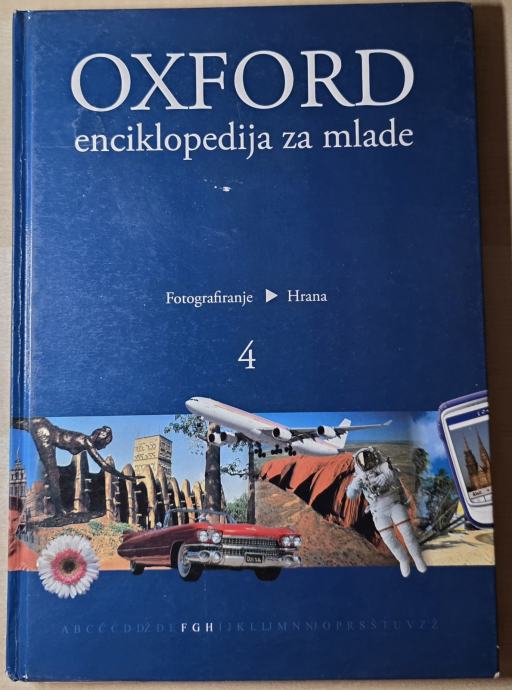 OXFORD
enciklopedija za mlade
Fotografiranje ▶ Hrana
4
A B C Č Ć D DŽ Đ E F G H I J K L LJ M N NJ O P R S Š T U V Z Ž